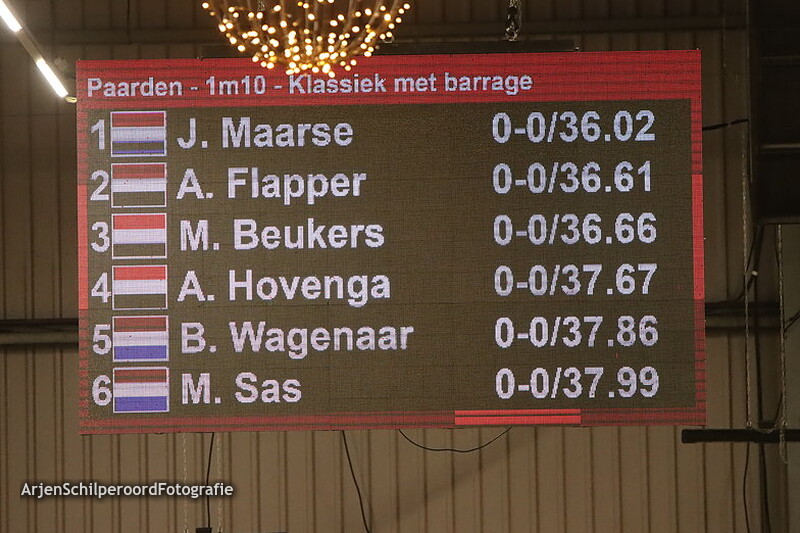 Paarden - 1m10 - Klassiek met barrage
1 J. Maarse 0-0/36.02
2 A. Flapper 0-0/36.61
3 M. Beukers 0-0/36.66
4 A. Hovenga 0-0/37.67
5 B. Wagenaar 0-0/37.86
6 M. Sas 0-0/37.99
ArjenSchilperoordFotografie